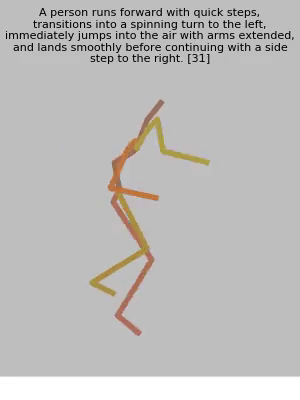 A person runs forward with quick steps,
transitions into a spinning turn to the left,
immediately jumps into the air with arms extended,
and lands smoothly before continuing with a side
step to the right. [31]